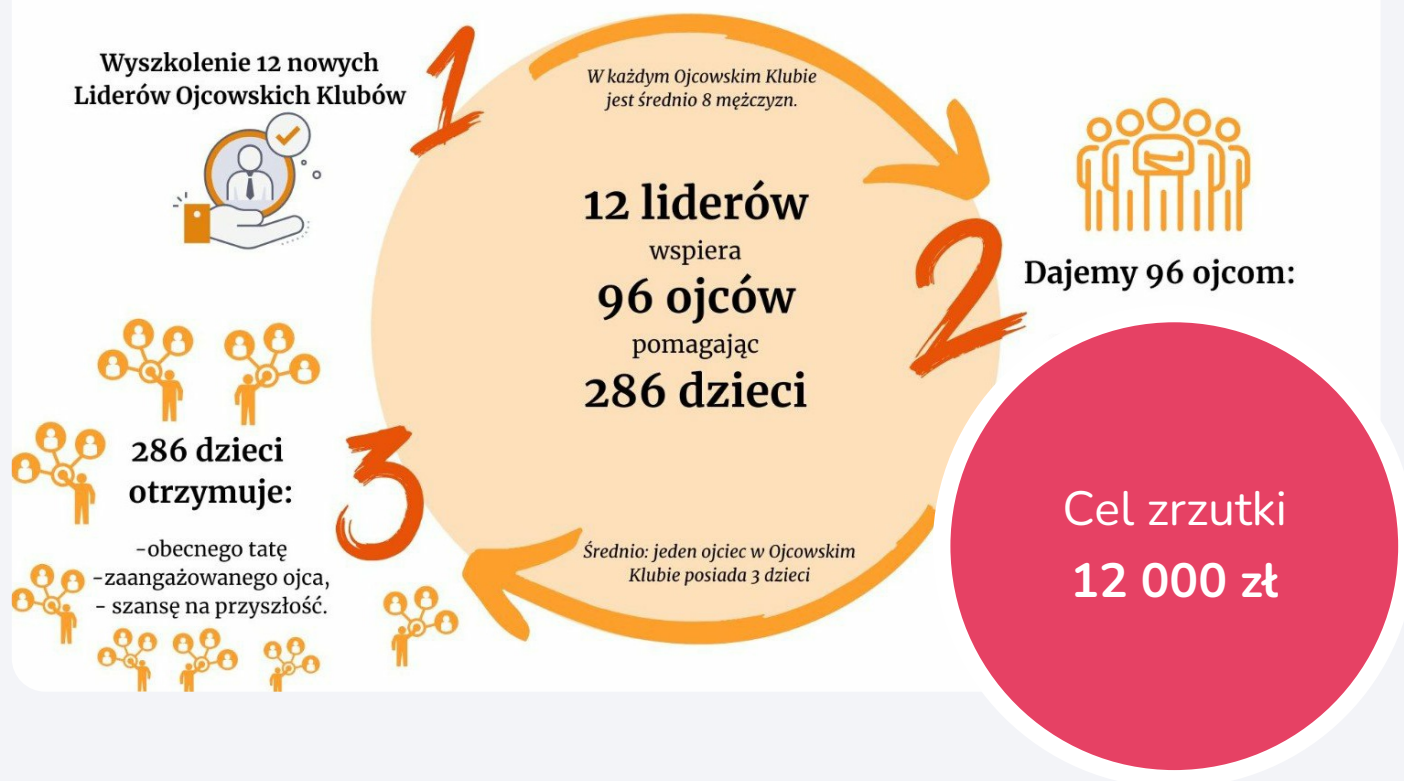 Wyszkolenie 12 nowych
Liderów Ojcowskich Klubów
1
W każdym Ojcowskim Klubie
jest średnio 8 mężczyzn.
12 liderów
wspiera
96 ojców
pomagając
286 dzieci
2
Dajemy 96 ojcom:
286 dzieci
otrzymuje:
-obecnego tatę
-zaangażowanego ojca,
- szansę na przyszłość.
3
Średnio: jeden ojciec w Ojcowskim
Klubie posiada 3 dzieci
Cel zrzutki
12 000 zł